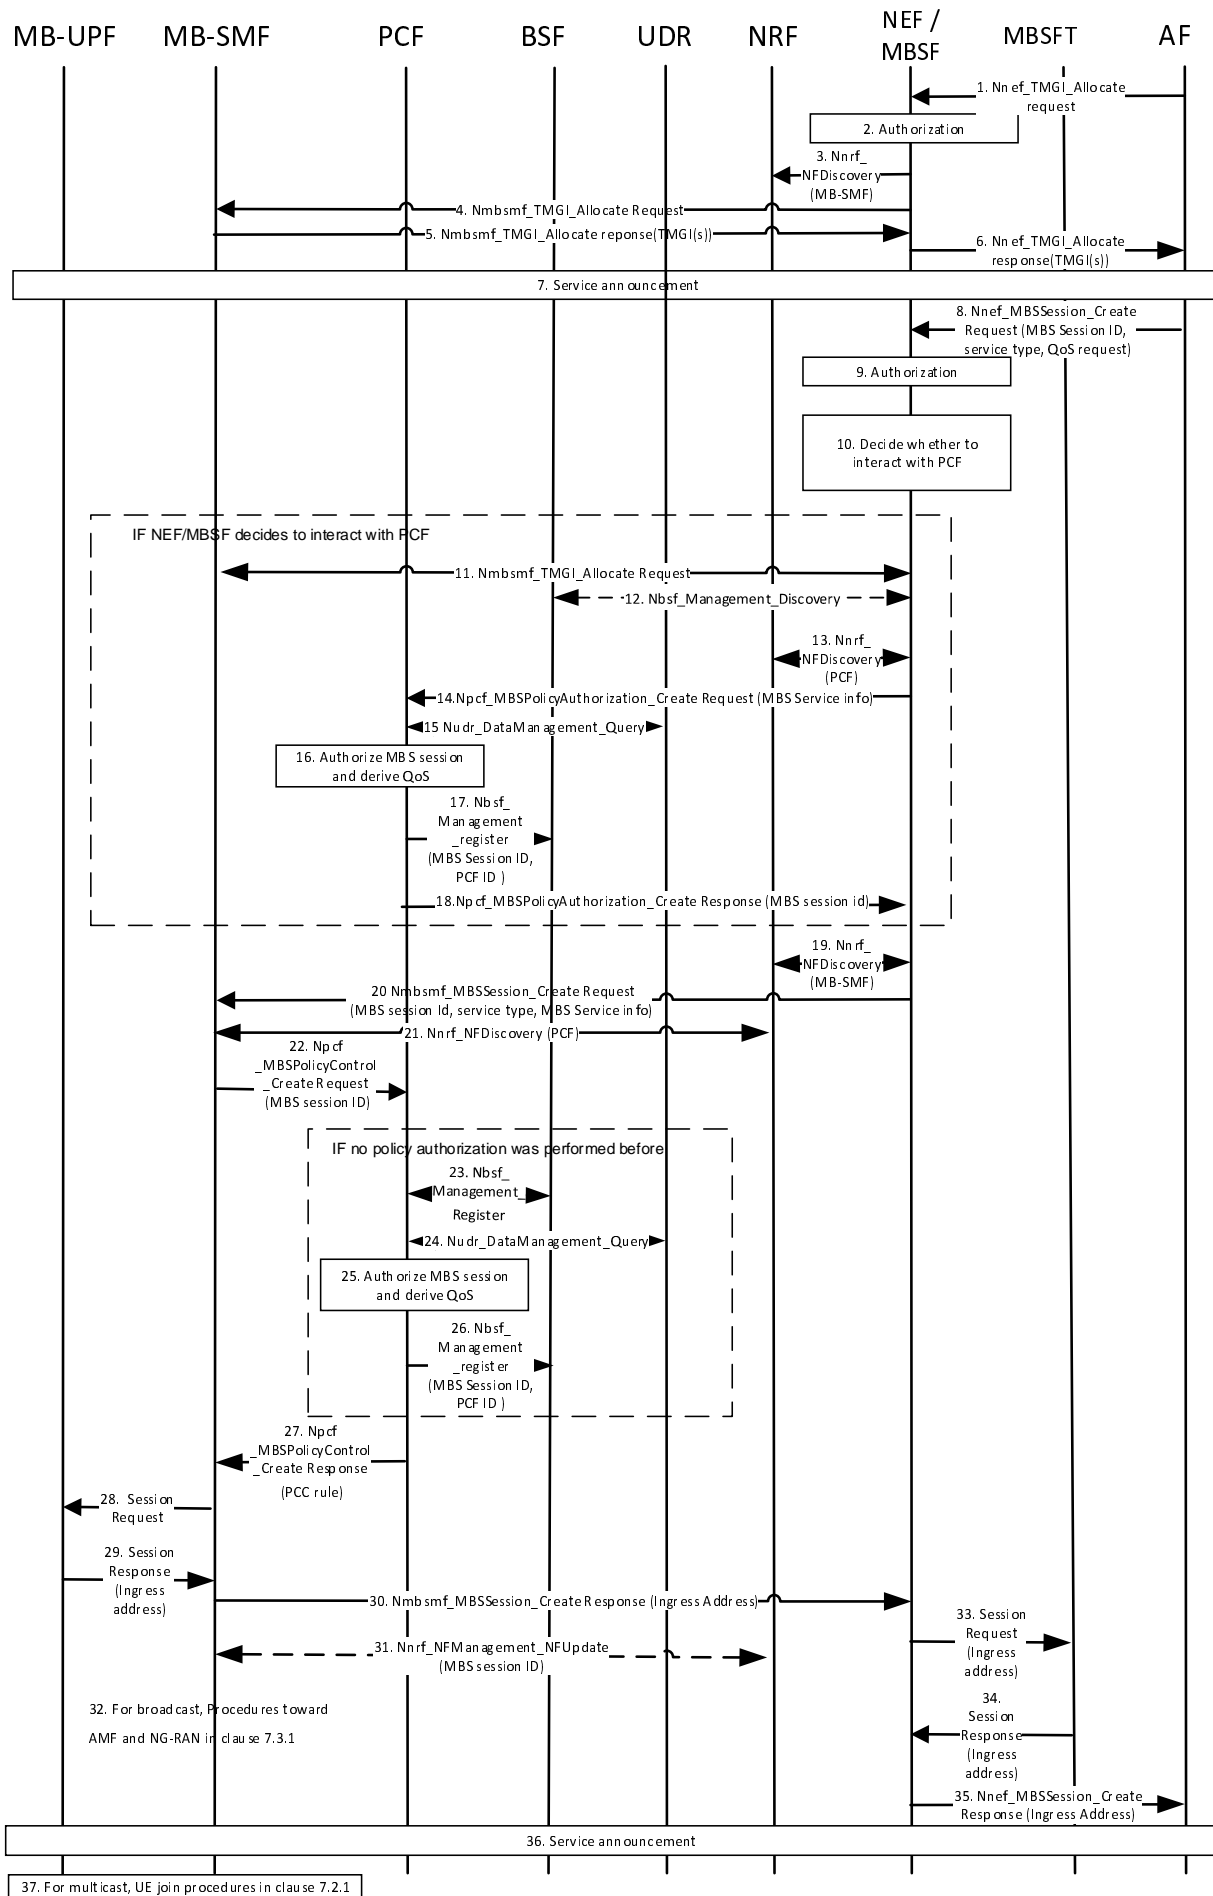 MB-UPF
MB-SMF
PCF
BSF
UDR
NRF
NEF /
MBSF
MBSFT
AF
1. Nnef_TMGI_Allocate
request
2. Authorization
3. Nnrf_
NFDiscovery
(MB-SMF)
4. Nmbsmf_TMGI_Allocate Request
5. Nmbsmf_TMGI_Allocate reponse(TMGI(s))
6. Nnef_TMGI_Allocate
response(TMGI(s))
7. Service announcement
8. Nnef_MBSSession_Create
Request (MBS Session ID,
service type, QoS request)
9. Authorization
10. Decide whether to
interact with PCF
IF NEF/MBSF decides to interact with PCF
11. Nmbsmf_TMGI_Allocate Request
12. Nbsf_Management_Discovery
13. Nnrf_
NFDiscovery
(PCF)
14.Npcf_MBSPolicyAuthorization_Create Request (MBS Service info)
15 Nudr_DataManagement_Query
16. Authorize MBS session
and derive QoS
17. Nbsf_
Management
_register
(MBS Session ID,
PCF ID )
18.Npcf_MBSPolicyAuthorization_Create Response (MBS session id)
19. Nnrf_
NFDiscovery
(MB-SMF)
20 Nmbsmf_MBSSession_Create Request
(MBS session Id, service type, MBS Service info)
21. Nnrf_NFDiscovery (PCF)
22. Npcf
_MBSPolicyControl
_Create Request
(MBS session ID)
IF no policy authorization was performed before
23. Nbsf_
Management_
Register
24. Nudr_DataManagement_Query
25. Authorize MBS session
and derive QoS
26. Nbsf_
Management
_register
(MBS Session ID,
PCF ID )
27. Npcf
_MBSPolicyControl
_Create Response
(PCC rule)
28. Session
Request
29. Session
Response
(Ingress
address)
30. Nmbsmf_MBSSession_Create Response (Ingress Address)
31. Nnrf_NFManagement_NFUpdate
(MBS session ID)
32. For broadcast, Procedures toward
AMF and NG-RAN in clause 7.3.1
33. Session
Request
(Ingress
address)
34.
Session
Response
(Ingress
address)
35. Nnef_MBSSession_Create
Response (Ingress Address)
36. Service announcement
37. For multicast, UE join procedures in clause 7.2.1